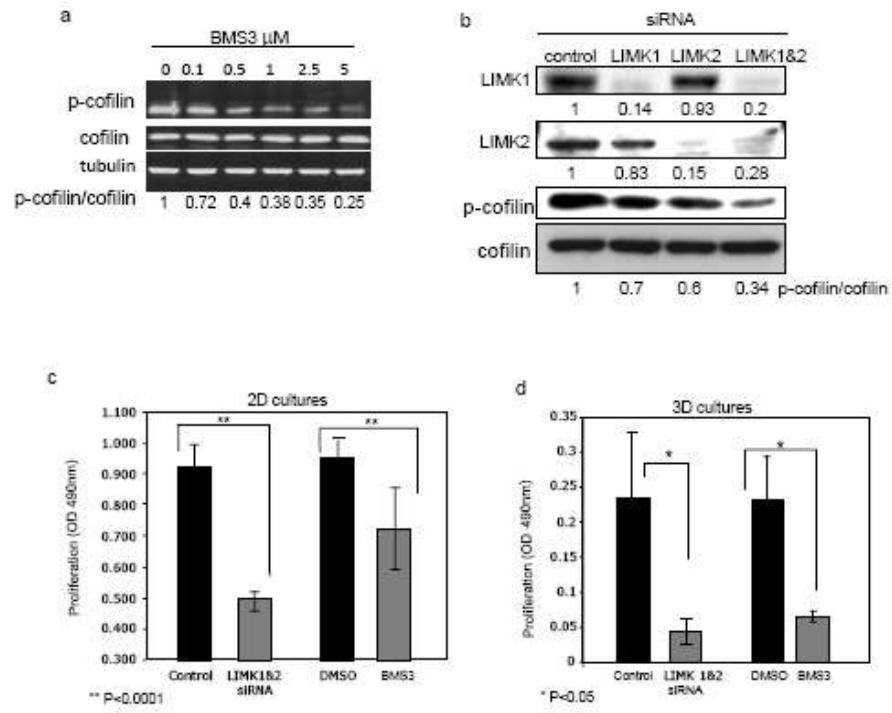 a
BMS3 µM
0 0.1 0.5 1 2.5 5
p-cofilin
cofilin
tubulin
p-cofilin/cofilin 1 0.72 0.4 0.38 0.35 0.25
b
siRNA
control LIMK1 LIMK2 LIMK1&2
LIMK1
1 0.14 0.93 0.2
LIMK2
1 0.83 0.15 0.28
p-cofilin
cofilin
1 0.7 0.6 0.34 p-cofilin/cofilin
c
2D cultures
Proliferation (OD 490nm)
1.100
1.000
0.900
0.800
0.700
0.600
0.500
0.400
0.300
** **
Control LIMK1&2 siRNA DMSO BMS3
** P<0.0001
d
3D cultures
Proliferation (OD 490nm)
0.35
0.3
0.25
0.2
0.15
0.1
0.05
0
* *
Control LIMK 1&2 siRNA DMSO BMS3
* P<0.05